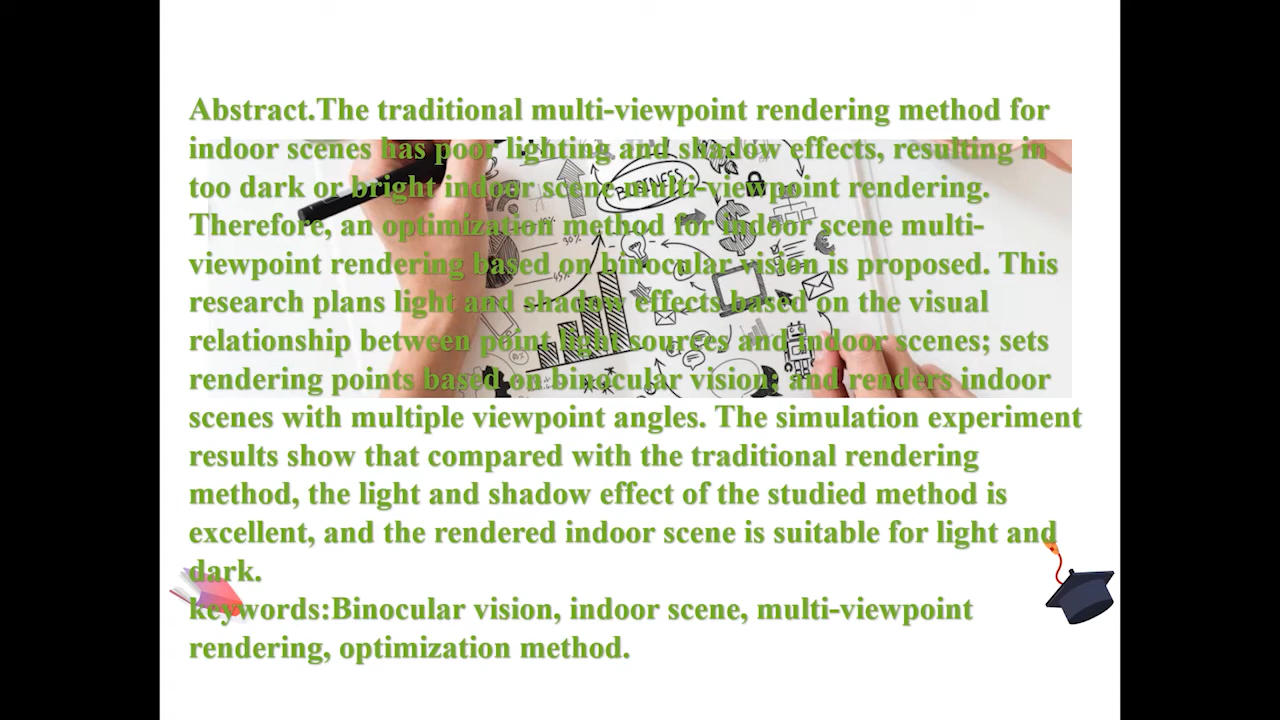 Abstract.The traditional multi-viewpoint rendering method for
indoor scenes has poor lighting and shadow effects, resulting in
too dark or bright indoor scene multi-viewpoint rendering.
Therefore, an optimization method for indoor scene multi-
viewpoint rendering based on binocular vision is proposed. This
research plans light and shadow effects based on the visual
relationship between point light sources and indoor scenes; sets
rendering points based on binocular vision; and renders indoor
scenes with multiple viewpoint angles. The simulation experiment
results show that compared with the traditional rendering
method, the light and shadow effect of the studied method is
excellent, and the rendered indoor scene is suitable for light and
dark.
keywords:Binocular vision, indoor scene, multi-viewpoint
rendering, optimization method.
BUSINESS
30%
45%